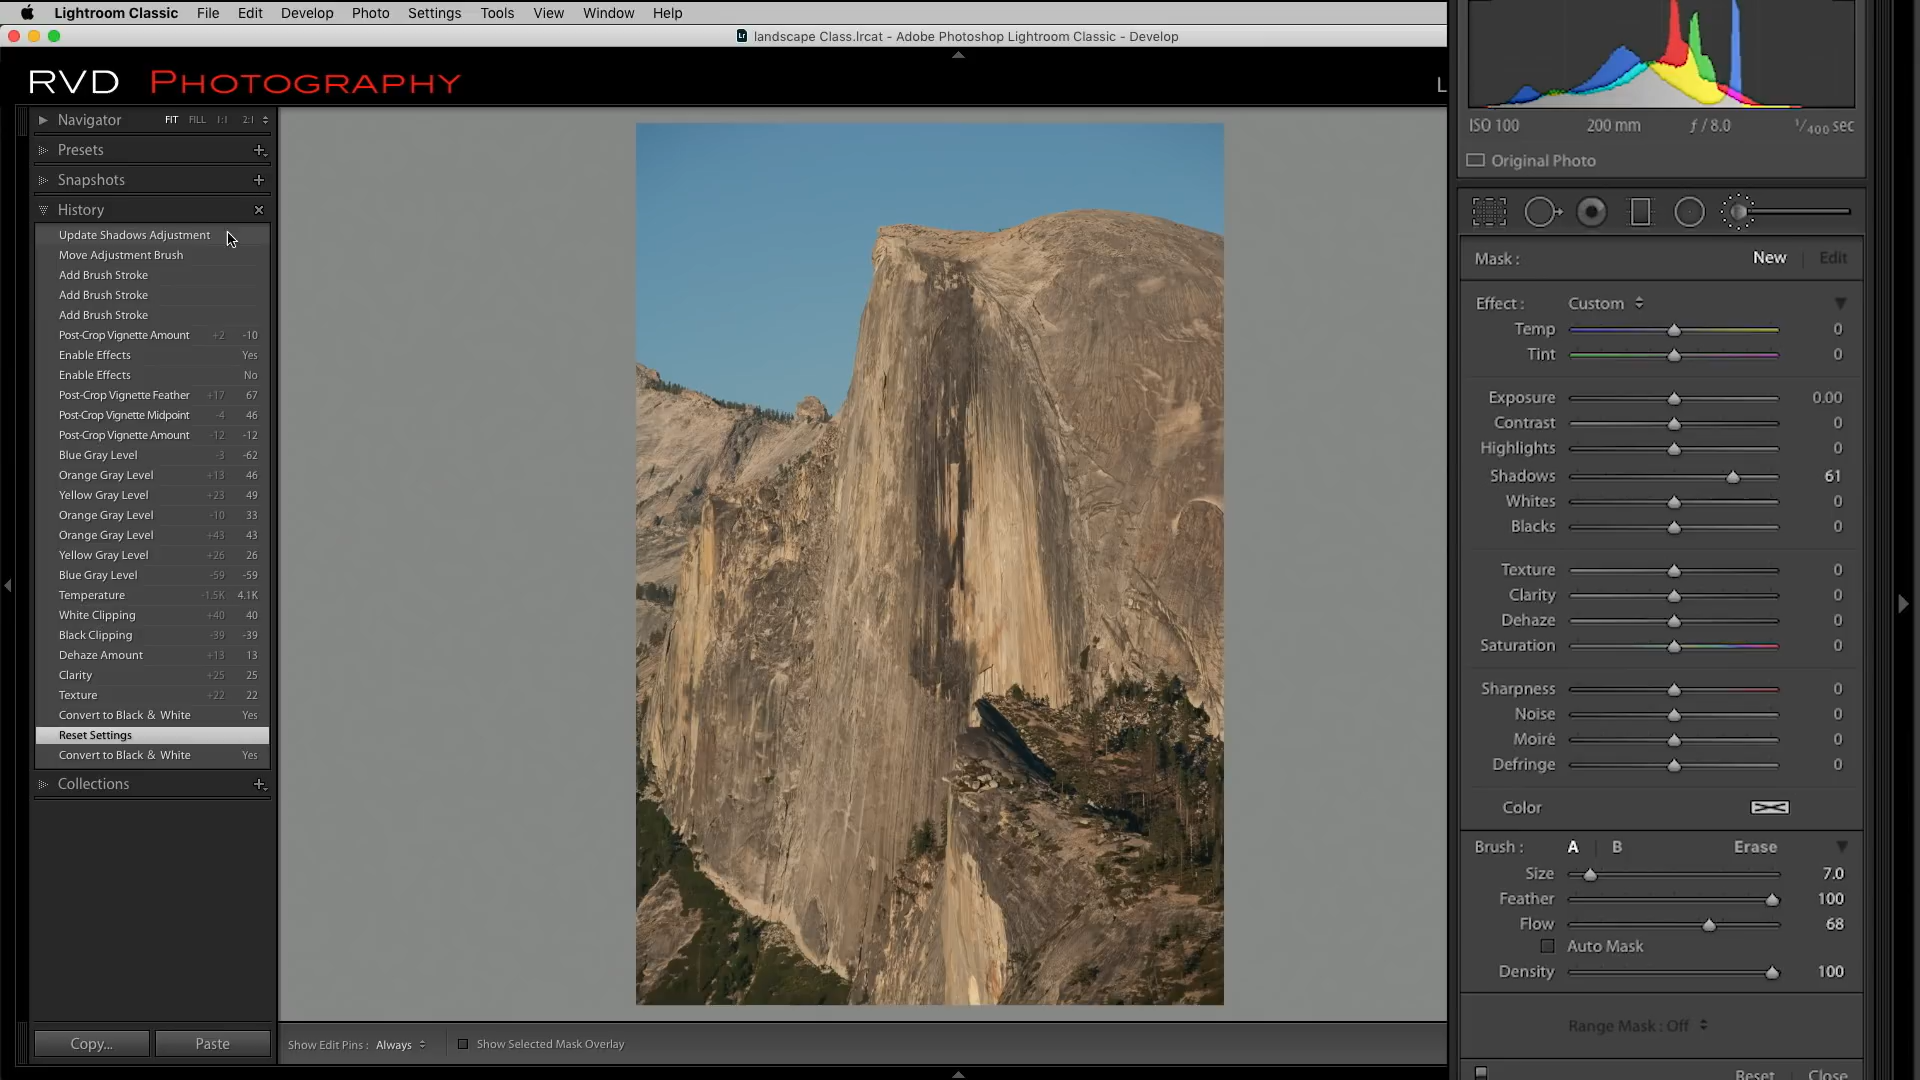 Lightroom Classic File Edit Develop Photo Settings Tools View Window Help
landscape Class.lrcat - Adobe Photoshop Lightroom Classic - Develop
RVD PHOTOGRAPHY
L
Navigator FIT FILL 1:1 2:1
Presets
Snapshots
History
Update Shadows Adjustment
Move Adjustment Brush
Add Brush Stroke
Add Brush Stroke
Add Brush Stroke
Post-Crop Vignette Amount +2 -10
Enable Effects Yes
Enable Effects No
Post-Crop Vignette Feather +17 67
Post-Crop Vignette Midpoint -4 46
Post-Crop Vignette Amount -12 -12
Blue Gray Level -3 -62
Orange Gray Level +13 46
Yellow Gray Level +23 49
Orange Gray Level -10 33
Orange Gray Level +43 43
Yellow Gray Level +26 26
Blue Gray Level -59 -59
Temperature -1.5K 4.1K
White Clipping +40 40
Black Clipping -39 -39
Dehaze Amount +13 13
Clarity +25 25
Texture +22 22
Convert to Black & White Yes
Reset Settings
Convert to Black & White Yes
Collections
Copy... Paste
Show Edit Pins : Always Show Selected Mask Overlay
ISO 100 200 mm ƒ / 8.0 1/400 sec
Original Photo
Mask : New Edit
Effect : Custom
Temp 0
Tint 0
Exposure 0.00
Contrast 0
Highlights 0
Shadows 61
Whites 0
Blacks 0
Texture 0
Clarity 0
Dehaze 0
Saturation 0
Sharpness 0
Noise 0
Moiré 0
Defringe 0
Color
Brush : A B Erase
Size 7.0
Feather 100
Flow 68
Auto Mask
Density 100
Range Mask : Off
Reset Close